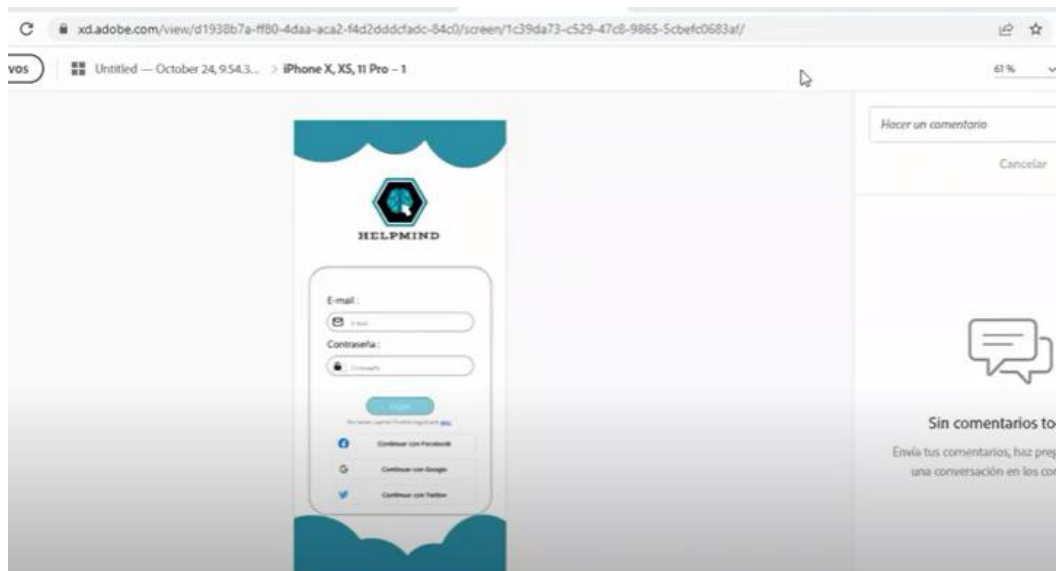 xd.adobe.com/view/d1938b7a-ff80-4daa-aca2-f4d2dddcfadc-84c0/screen/1c39da73-c529-47c8-9865-5cbefc0683af/
vos
Untitled — October 24, 9.54.3... > iPhone X, XS, 11 Pro – 1
61 %
Hacer un comentario
Cancelar
HELPMIND
E-mail :
E-mail
Contraseña :
Contraseña
Login
Continuar con Facebook
Continuar con Google
Continuar con Twitter
Sin comentarios to
Envía tus comentarios, haz preg
una conversación en los co